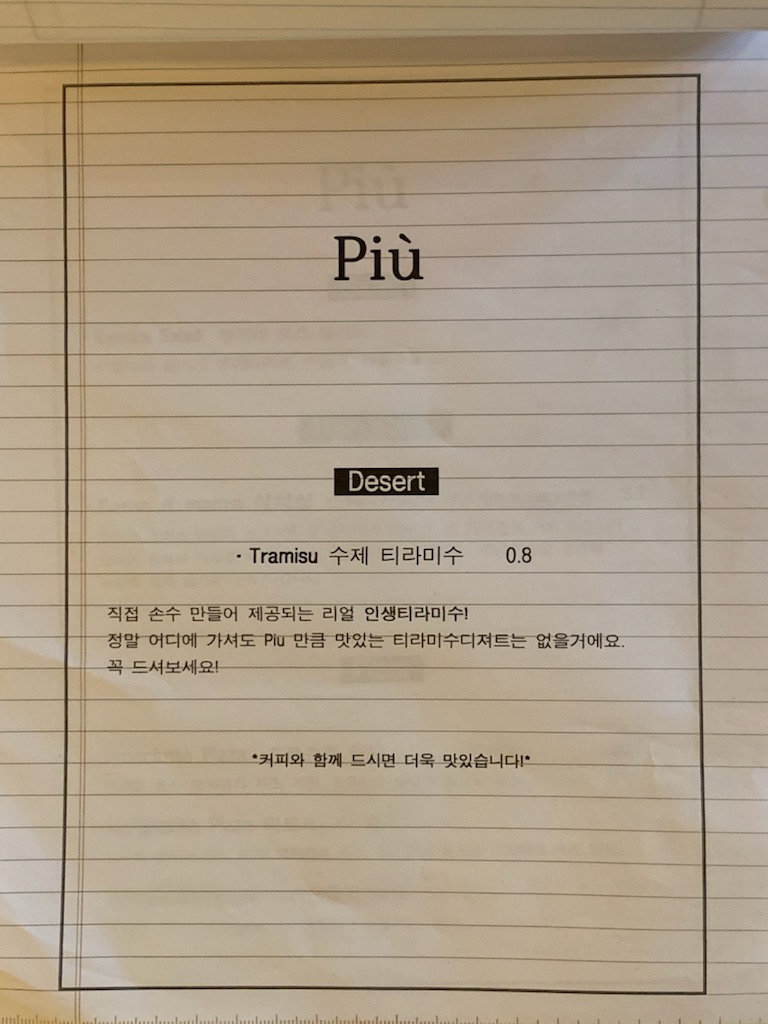 Più
Desert
· Tramisu 수제 티라미수 0.8
직접 손수 만들어 제공되는 리얼 인생티라미수!
정말 어디에 가셔도 Piu 만큼 맛있는 티라미수디져트는 없을거에요.
꼭 드셔보세요!
*커피와 함께 드시면 더욱 맛있습니다!*